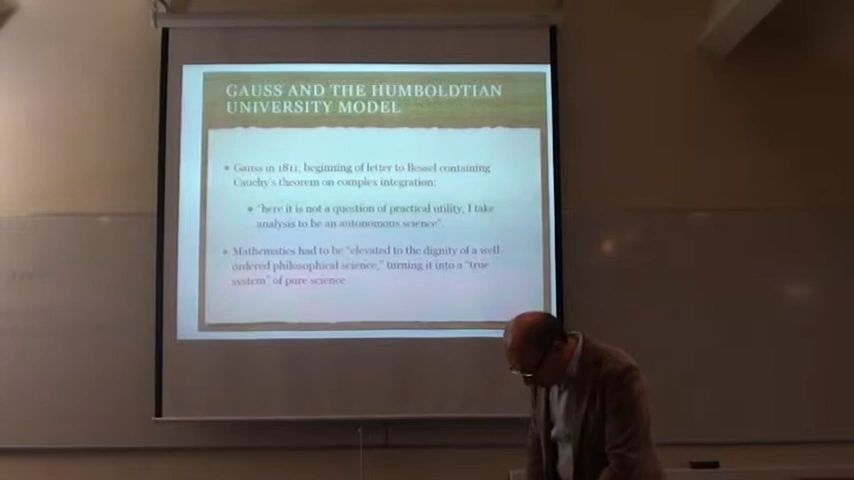 GAUSS AND THE HUMBOLDTIAN
UNIVERSITY MODEL
Gauss in 1811, beginning of letter to Bessel containing
Cauchy's theorem on complex integration:
"here it is not a question of practical utility, I take
analysis to be an autonomous science".
Mathematics had to be "elevated to the dignity of a well-
ordered philosophical science," turning it into a "true
system" of pure science